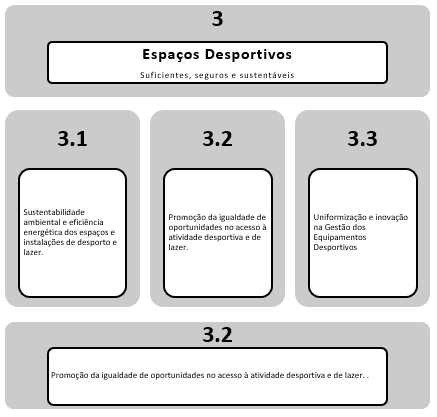 3
Espaços Desportivos
Suficientes, seguros e sustentáveis
3.1
Sustentabilidade
ambiental e eficiência
energética dos espaços e
instalações de desporto e
lazer.
3.2
Promoção da igualdade de
oportunidades no acesso à
atividade desportiva e de
lazer.
3.3
Uniformização e inovação
na Gestão dos
Equipamentos
Desportivos
3.2
Promoção da igualdade de oportunidades no acesso à atividade desportiva e de lazer. .